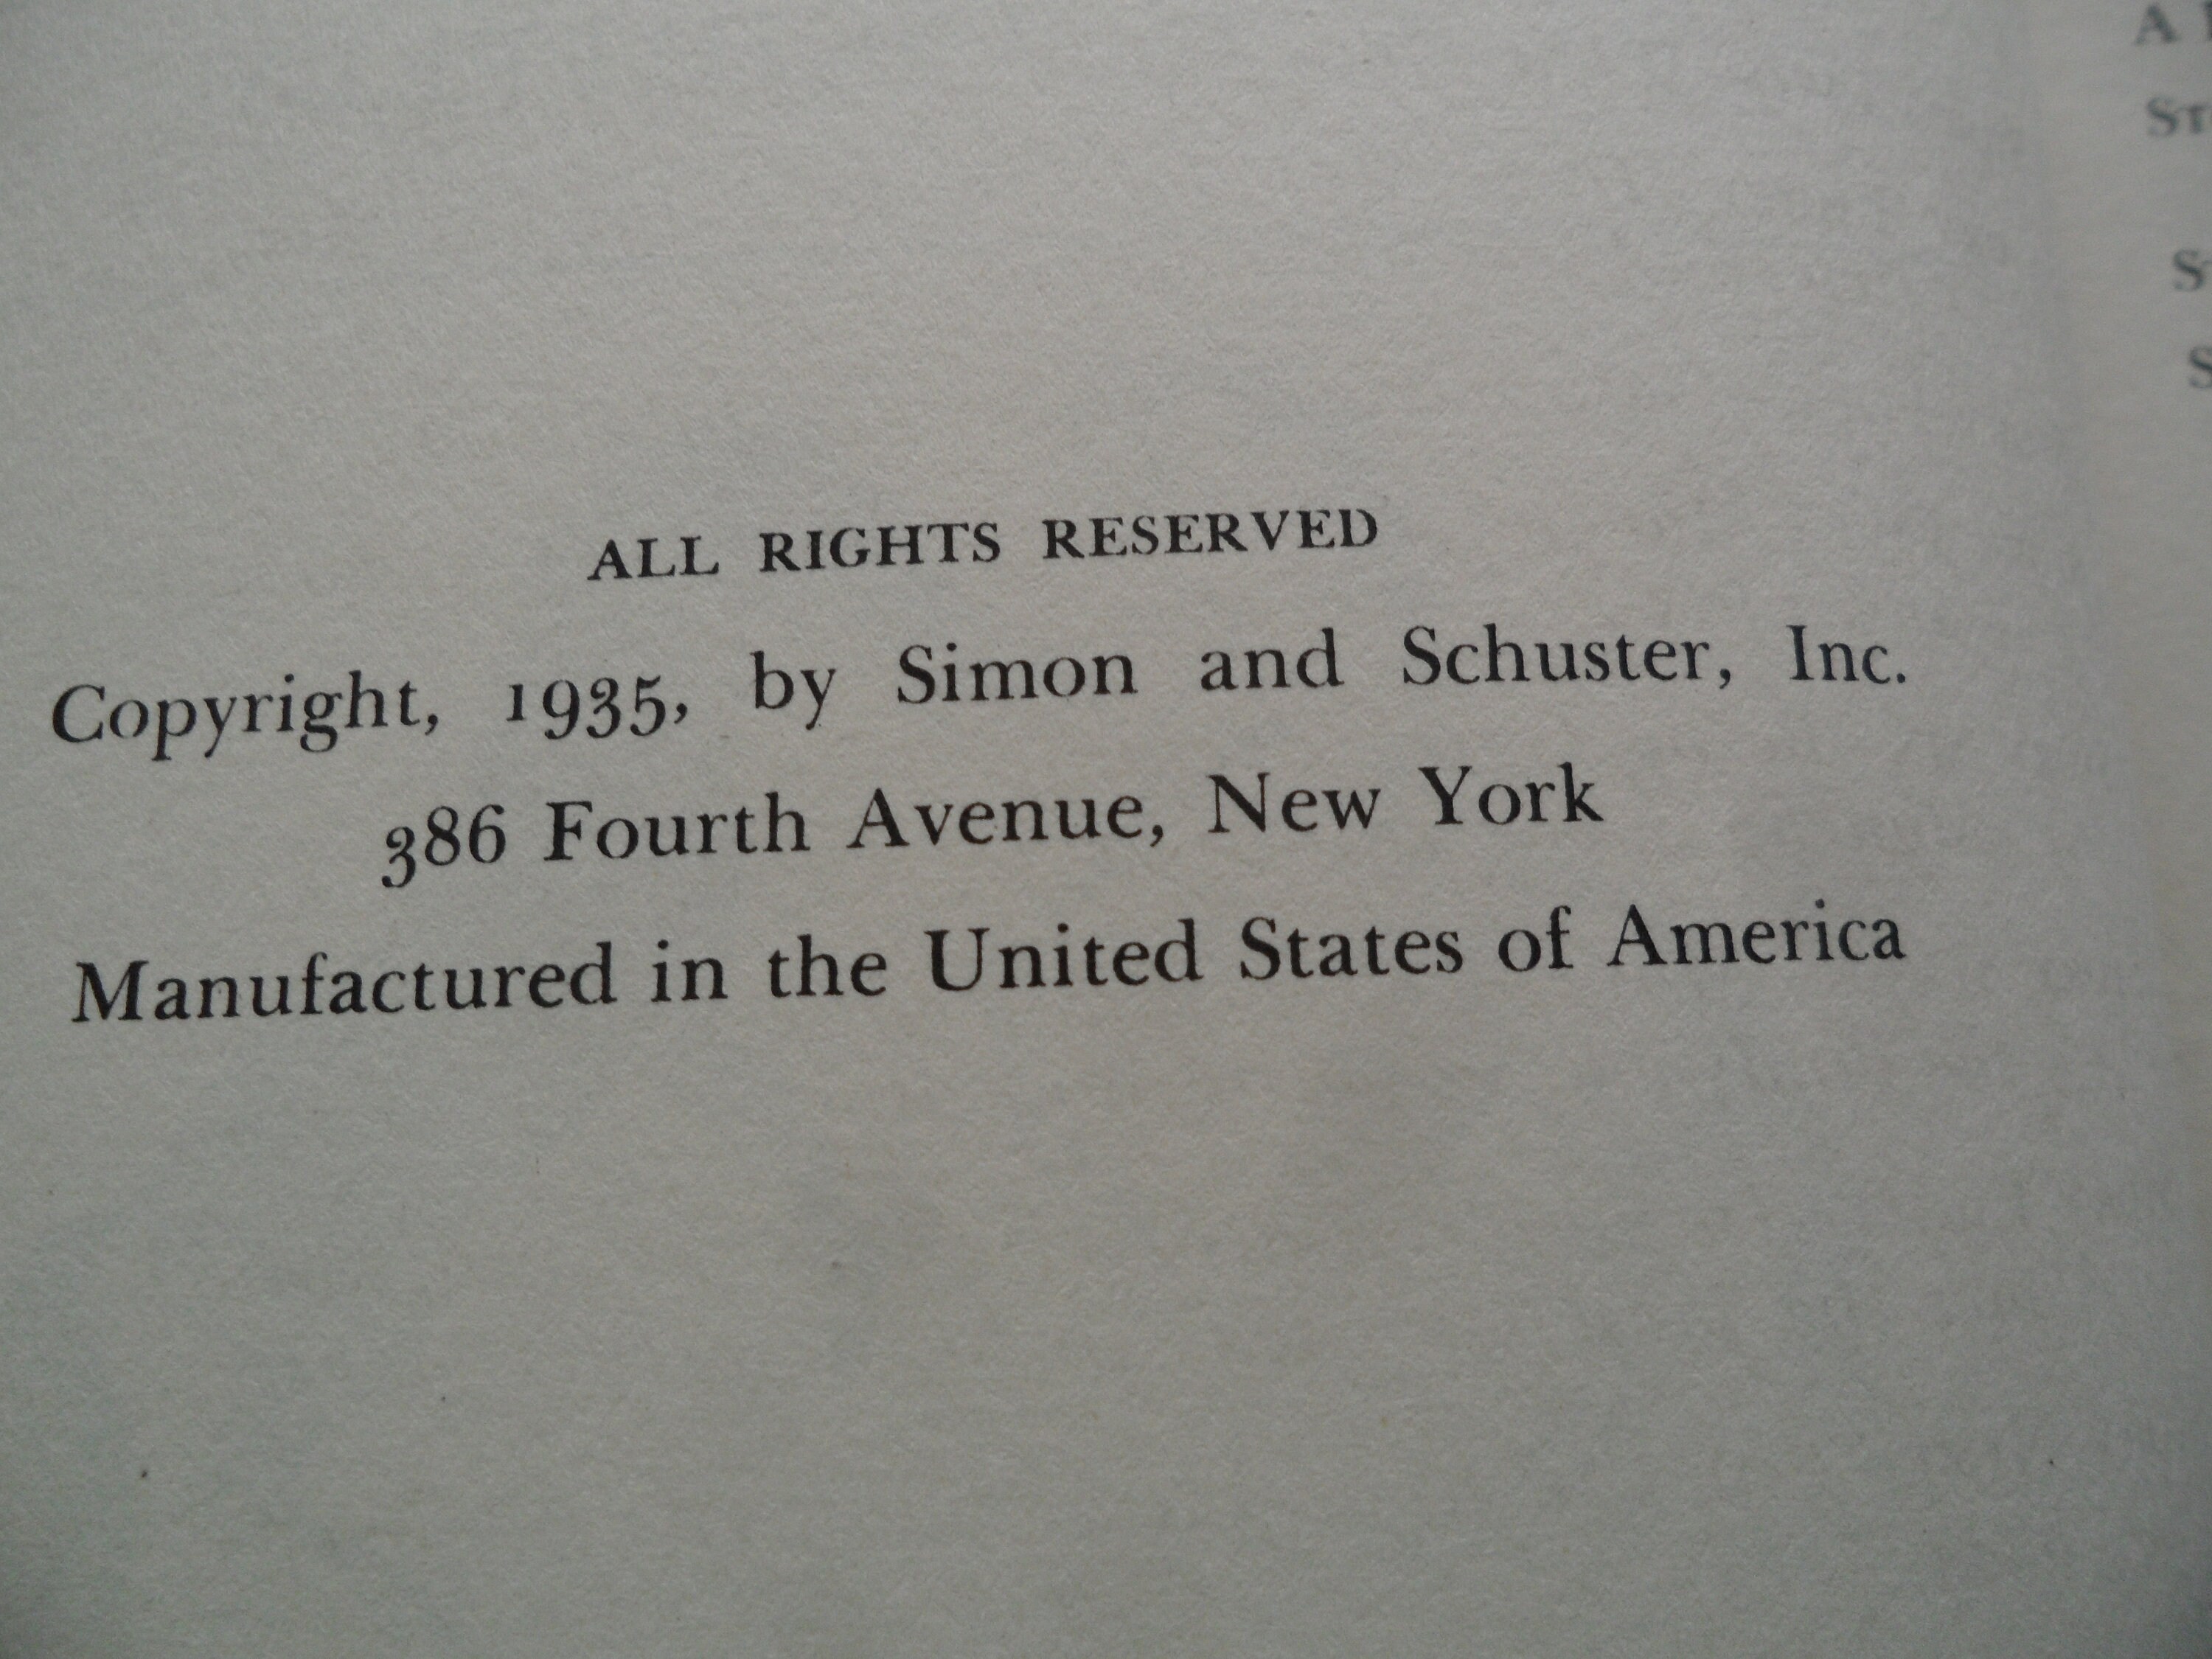 ALL RIGHTS RESERVED
Copyright, 1935, by Simon and Schuster, Inc.
386 Fourth Avenue, New York
Manufactured in the United States of America